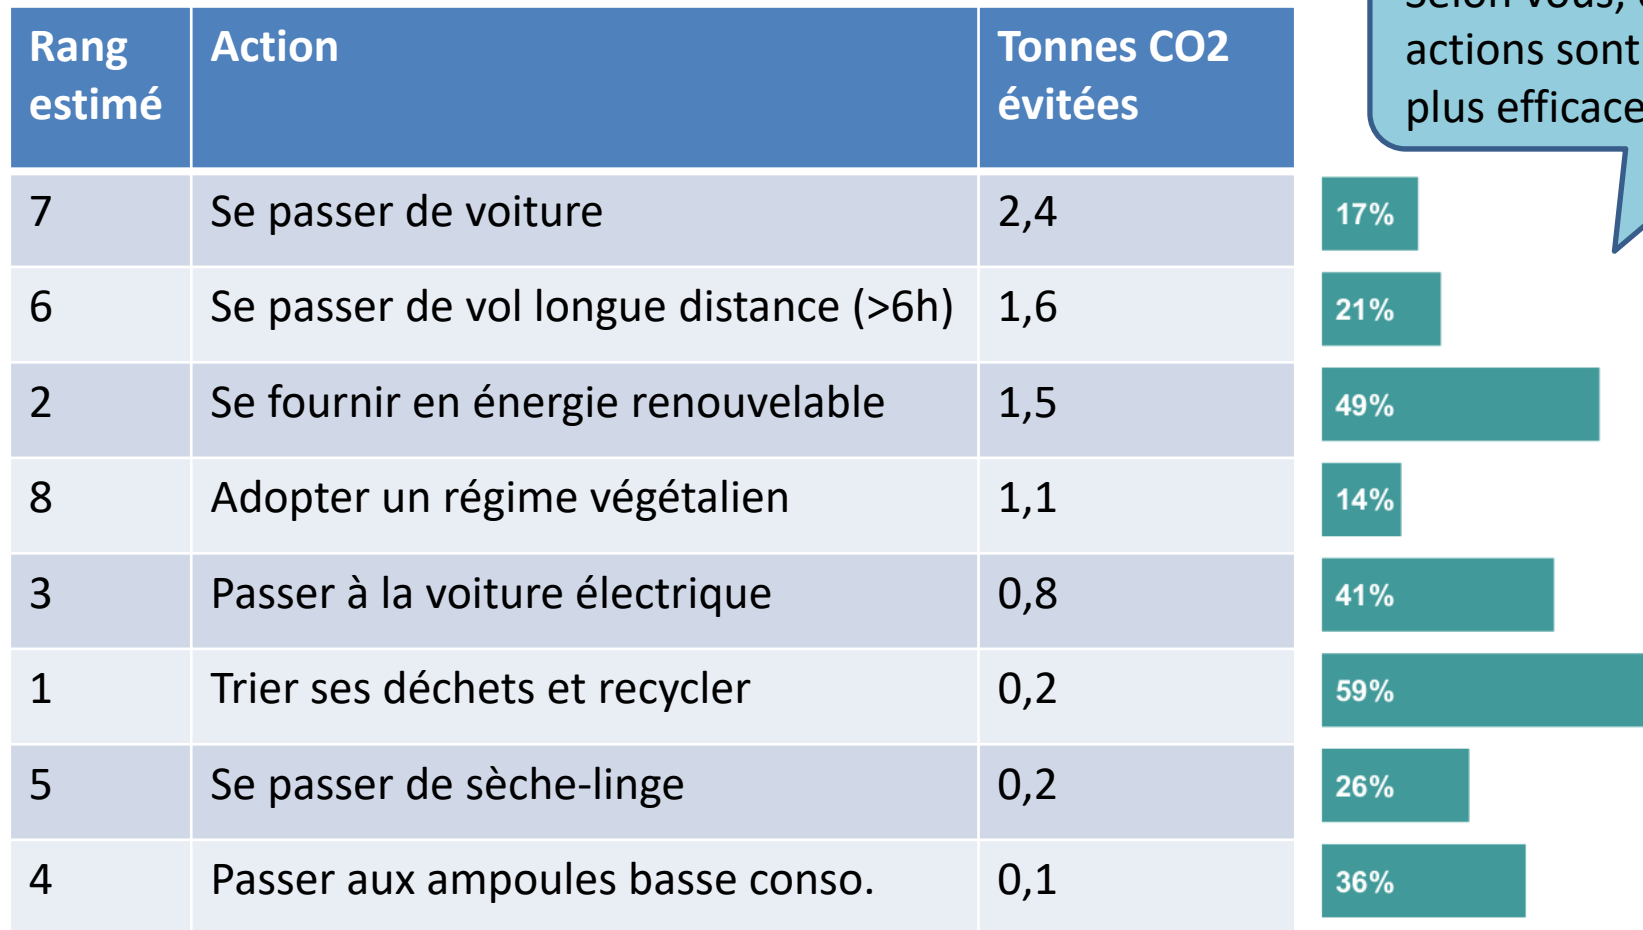 Rang estimé | Action | Tonnes CO2 évitées
7 | Se passer de voiture | 2,4 | 17%
6 | Se passer de vol longue distance (>6h) | 1,6 | 21%
2 | Se fournir en énergie renouvelable | 1,5 | 49%
8 | Adopter un régime végétalien | 1,1 | 14%
3 | Passer à la voiture électrique | 0,8 | 41%
1 | Trier ses déchets et recycler | 0,2 | 59%
5 | Se passer de sèche-linge | 0,2 | 26%
4 | Passer aux ampoules basse conso. | 0,1 | 36%
Selon vous,
actions sont
plus efficace